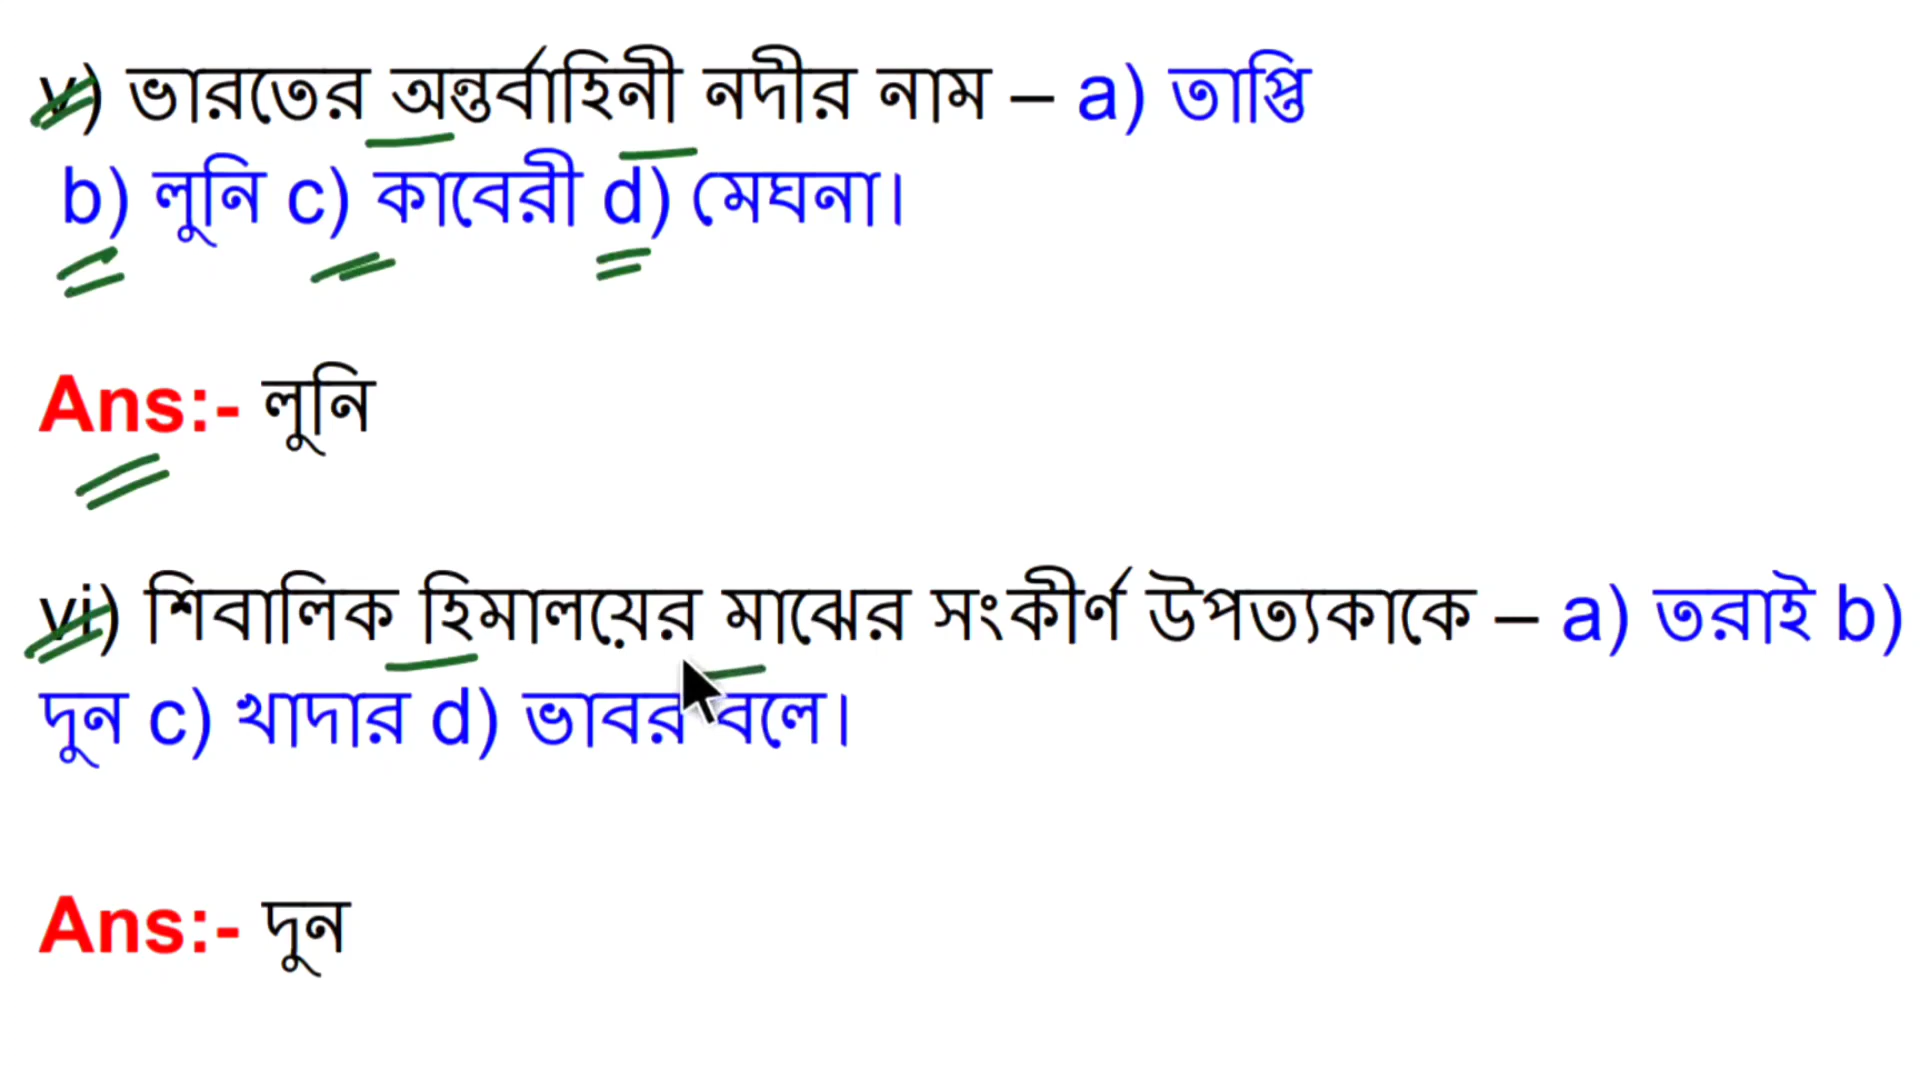 v) ভারতের অন্তর্বাহিনী নদীর নাম – a) তাপ্তি
b) লুনি c) কাবেরী d) মেঘনা।
Ans:- লুনি
vi) শিবালিক হিমালয়ের মাঝের সংকীর্ণ উপত্যকাকে – a) তরাই b)
দুন c) খাদার d) ভাবর বলে।
Ans:- দুন